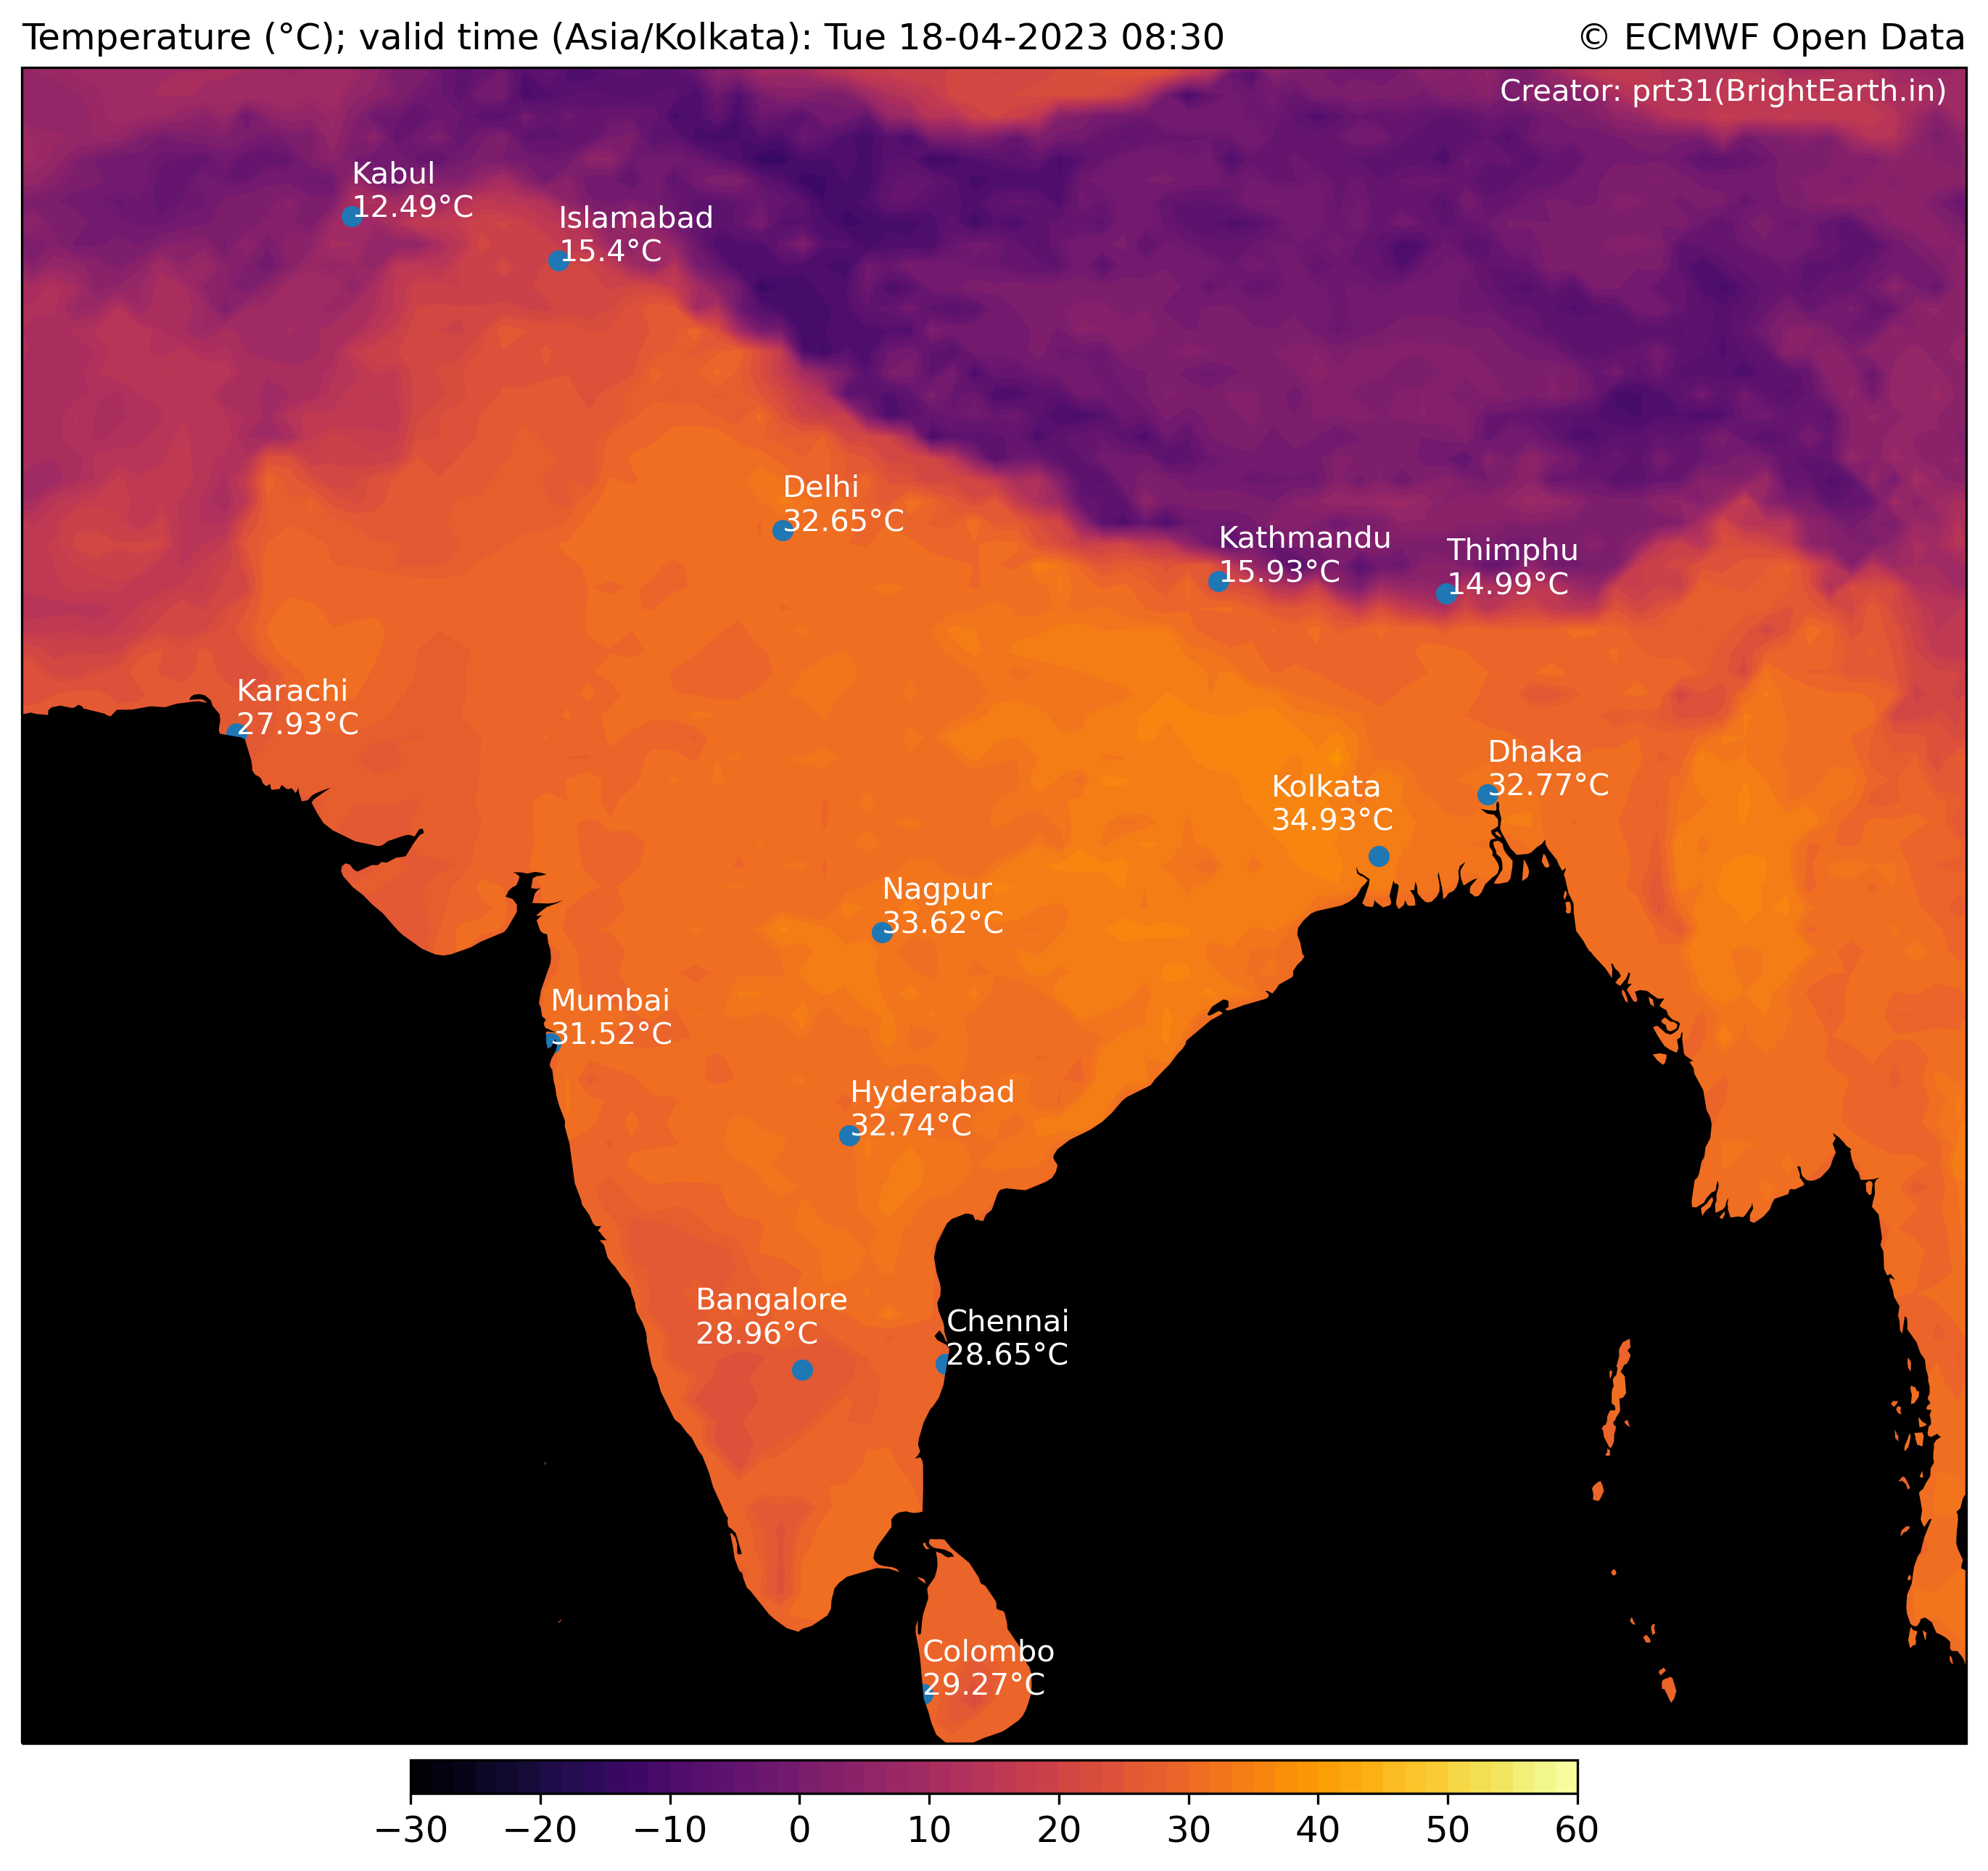 Temperature (°C); valid time (Asia/Kolkata): Tue 18-04-2023 08:30
© ECMWF Open Data
Creator: prt31(BrightEarth.in)
Kabul
12.49°C
Islamabad
15.4°C
Delhi
32.65°C
Kathmandu
15.93°C
Thimphu
14.99°C
Karachi
27.93°C
Dhaka
32.77°C
Kolkata
34.93°C
Nagpur
33.62°C
Mumbai
31.52°C
Hyderabad
32.74°C
Bangalore
28.96°C
Chennai
28.65°C
Colombo
29.27°C
−30 −20 −10 0 10 20 30 40 50 60